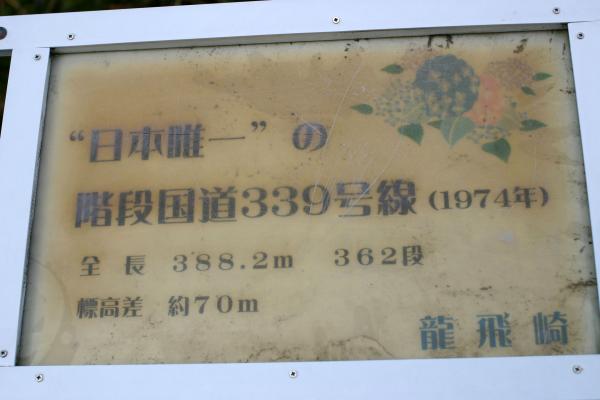 “日本唯一”の
階段国道339号線(1974年)
全長 388.2m 362段
標高差 約70m
龍飛崎